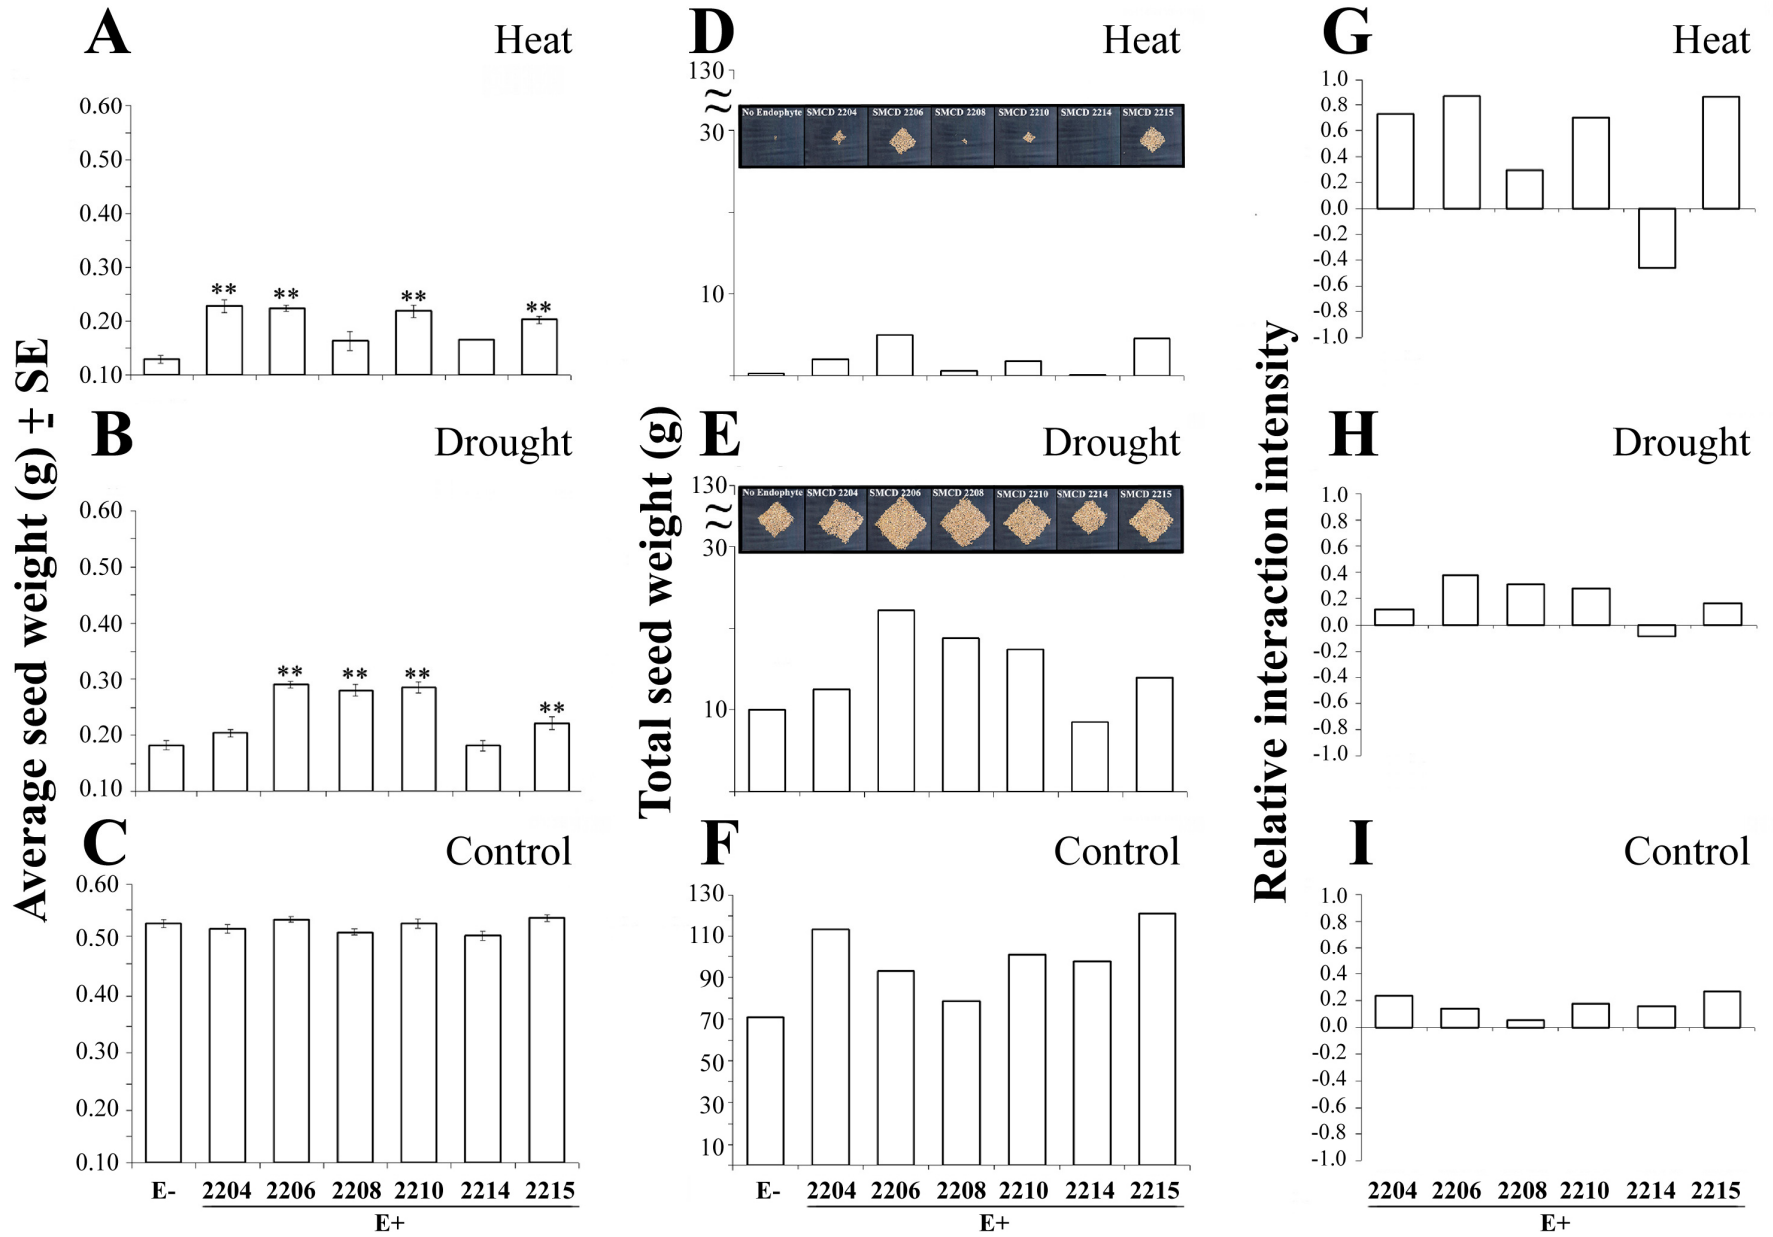 A
Heat
0.60
0.50
0.40
0.30
0.20
0.10
** ** ** **
B
Drought
0.60
0.50
0.40
0.30
0.20
0.10
** ** ** **
C
Control
0.60
0.50
0.40
0.30
0.20
0.10
E- 2204 2206 2208 2210 2214 2215
E+
Average seed weight (g) ± SE
D
Heat
130
30
10
No Endophyte SMCD 2204 SMCD 2206 SMCD 2208 SMCD 2210 SMCD 2214 SMCD 2215
E
Drought
130
30
10
No Endophyte SMCD 2204 SMCD 2206 SMCD 2208 SMCD 2210 SMCD 2214 SMCD 2215
F
Control
130
110
90
70
50
30
10
E- 2204 2206 2208 2210 2214 2215
E+
Total seed weight (g)
G
Heat
1.0
0.8
0.6
0.4
0.2
0.0
-0.2
-0.4
-0.6
-0.8
-1.0
H
Drought
1.0
0.8
0.6
0.4
0.2
0.0
-0.2
-0.4
-0.6
-0.8
-1.0
I
Control
1.0
0.8
0.6
0.4
0.2
0.0
-0.2
-0.4
-0.6
-0.8
-1.0
2204 2206 2208 2210 2214 2215
E+
Relative interaction intensity